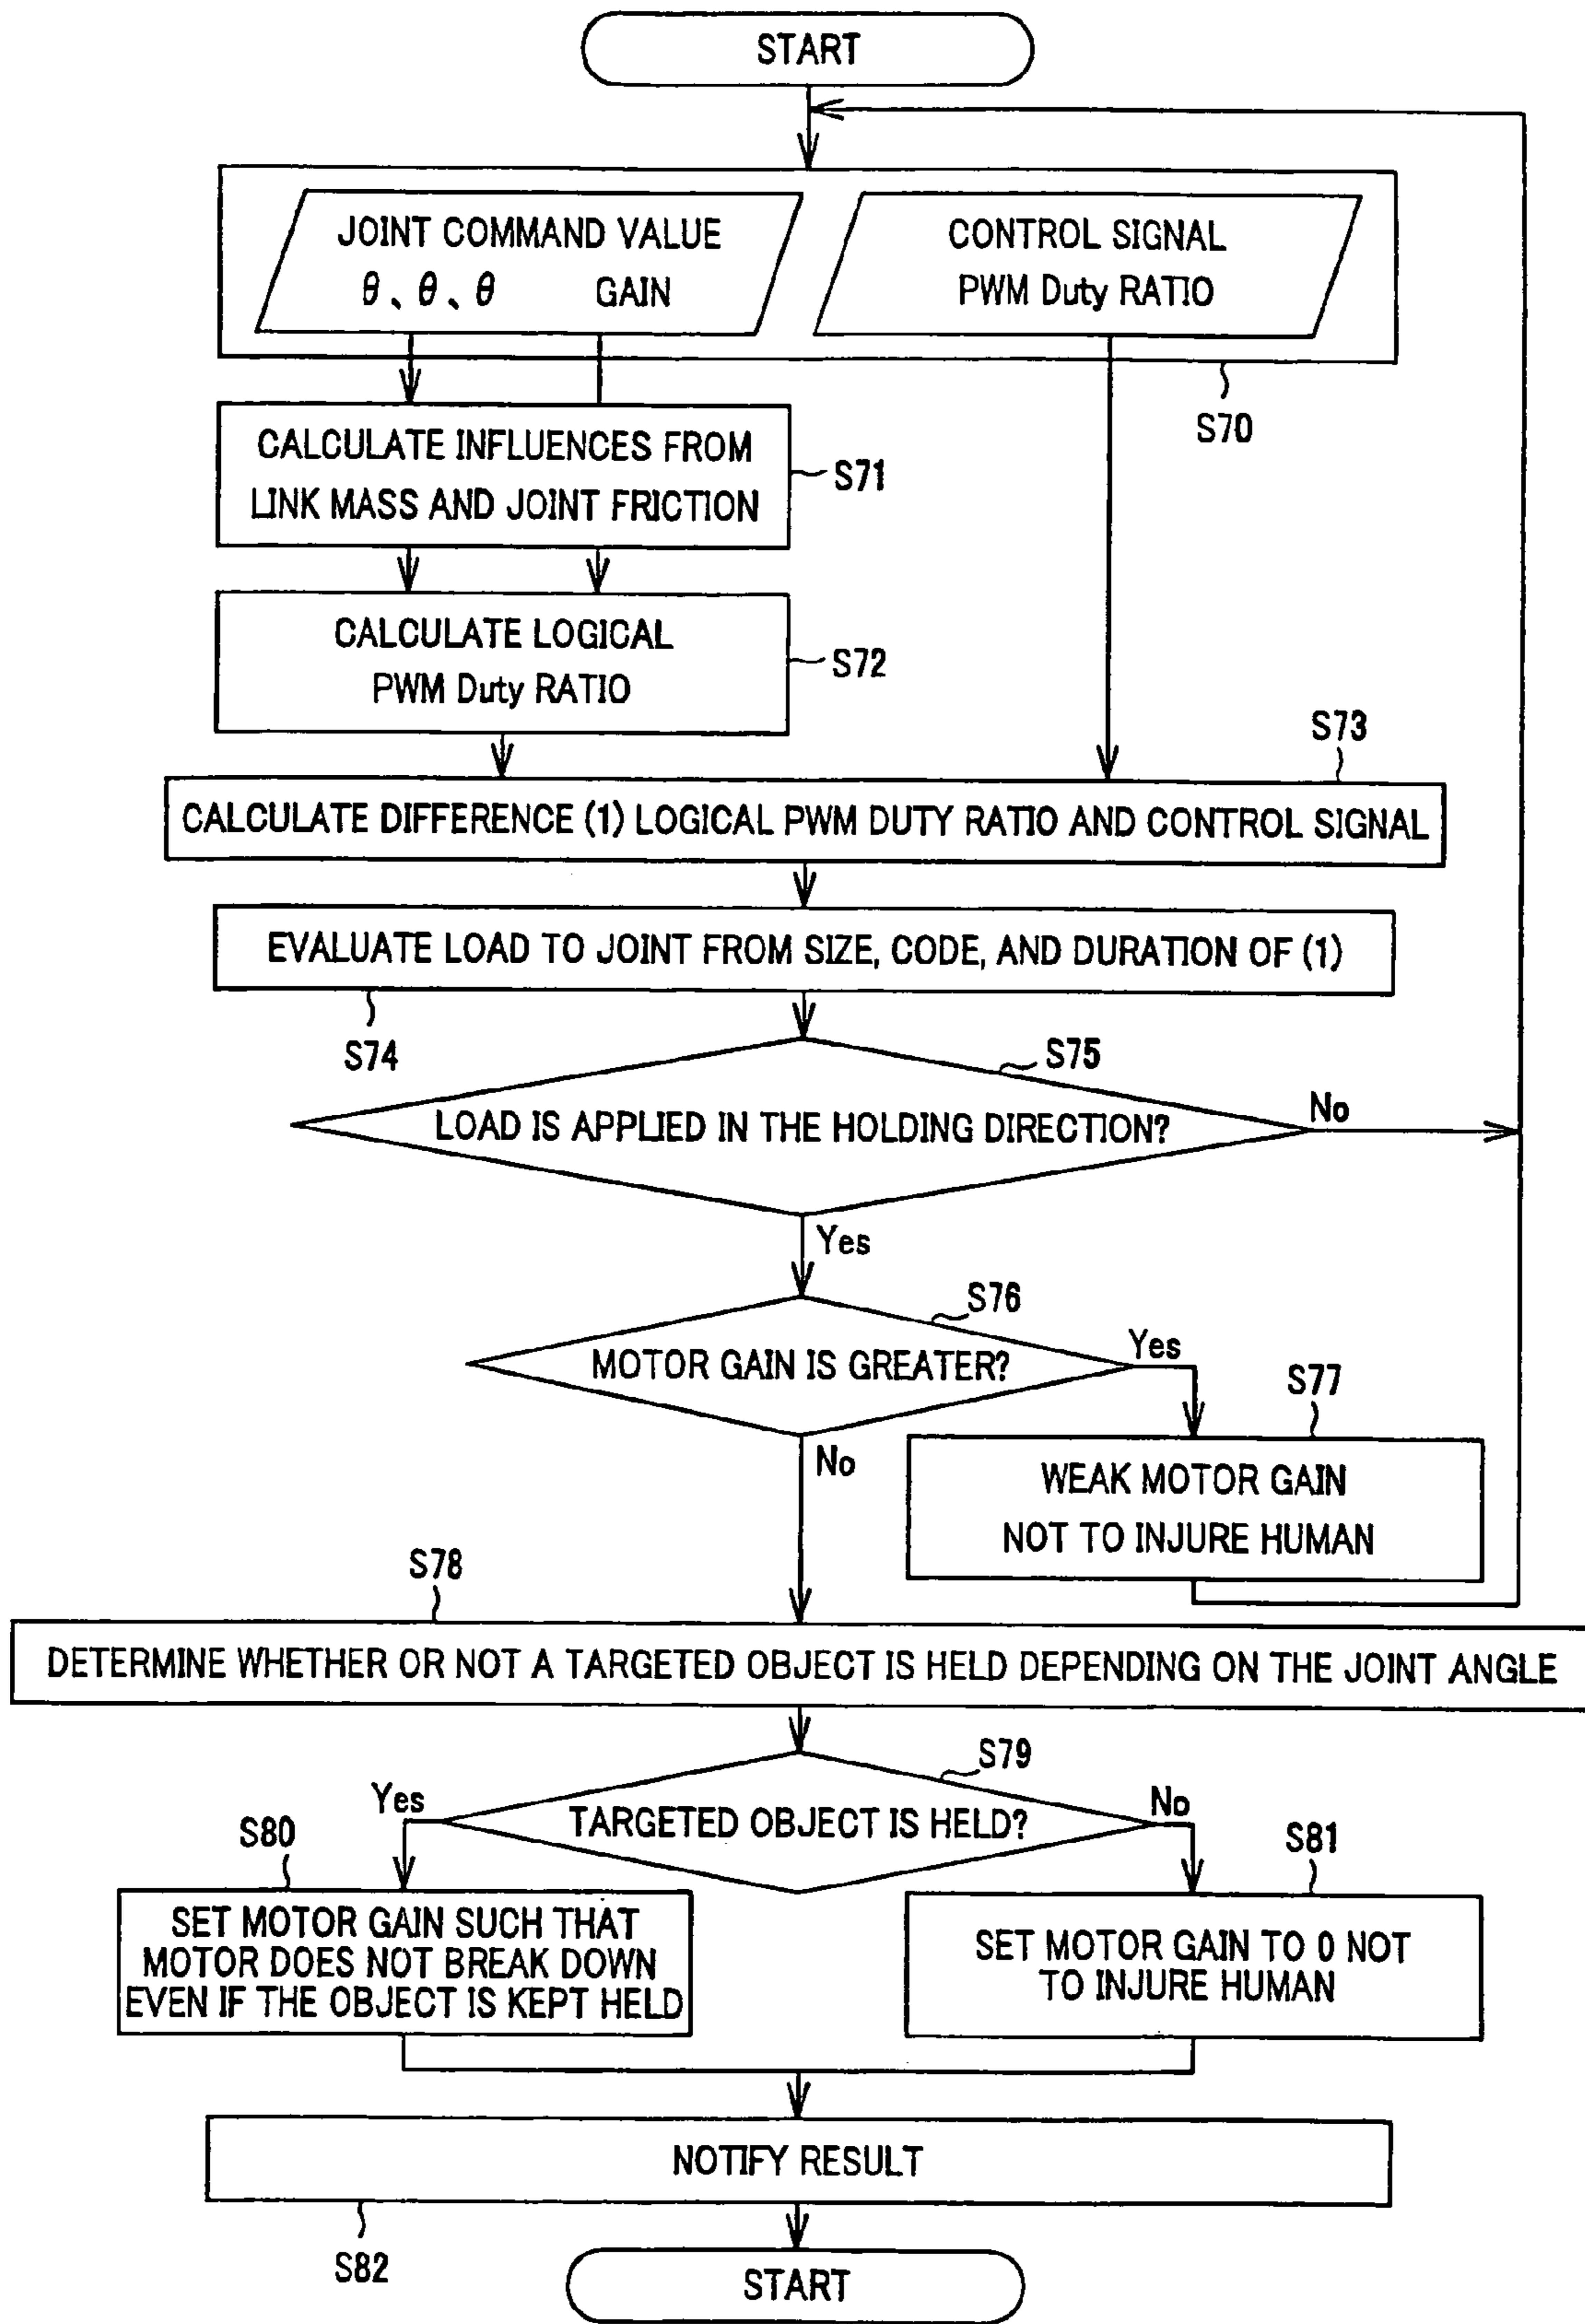 START
JOINT COMMAND VALUE
θ、θ、θ GAIN
CONTROL SIGNAL
PWM Duty RATIO
S70
CALCULATE INFLUENCES FROM
LINK MASS AND JOINT FRICTION
S71
CALCULATE LOGICAL
PWM Duty RATIO
S72
S73
CALCULATE DIFFERENCE (1) LOGICAL PWM DUTY RATIO AND CONTROL SIGNAL
EVALUATE LOAD TO JOINT FROM SIZE, CODE, AND DURATION OF (1)
S74
S75
LOAD IS APPLIED IN THE HOLDING DIRECTION?
No
Yes
S76
MOTOR GAIN IS GREATER?
Yes
No
S77
WEAK MOTOR GAIN
NOT TO INJURE HUMAN
S78
DETERMINE WHETHER OR NOT A TARGETED OBJECT IS HELD DEPENDING ON THE JOINT ANGLE
S79
TARGETED OBJECT IS HELD?
Yes
No
S80
SET MOTOR GAIN SUCH THAT
MOTOR DOES NOT BREAK DOWN
EVEN IF THE OBJECT IS KEPT HELD
S81
SET MOTOR GAIN TO 0 NOT
TO INJURE HUMAN
NOTIFY RESULT
S82
START